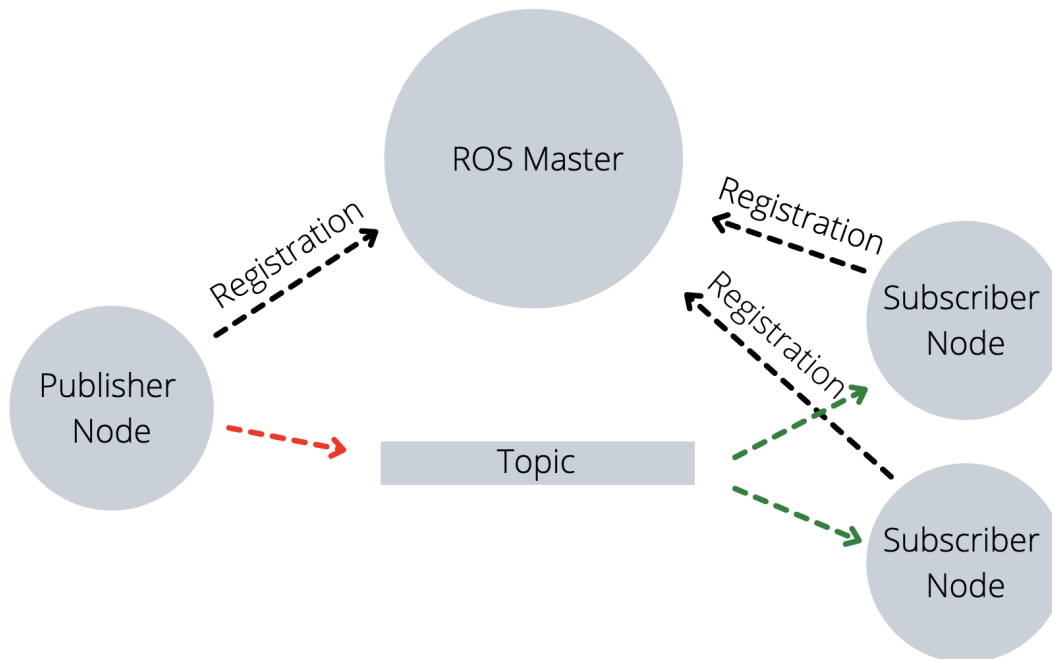 ROS Master
Registration
Registration
Registration
Subscriber
Node
Publisher
Node
Topic
Subscriber
Node